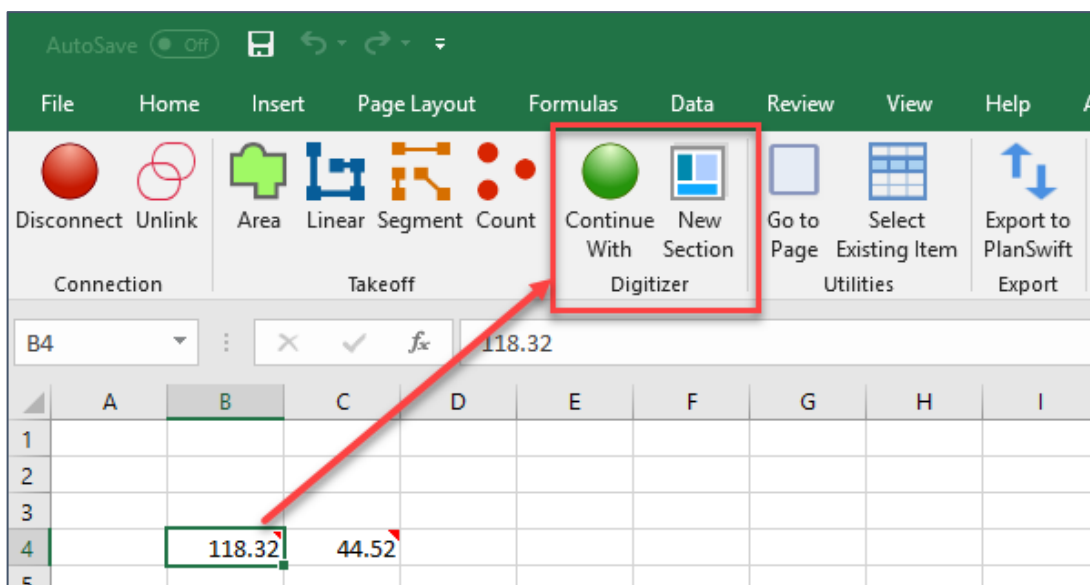 AutoSave Off
File Home Insert Page Layout Formulas Data Review View Help
Disconnect Unlink Area Linear Segment Count Continue With New Section Go to Page Select Existing Item Export to PlanSwift
Connection Takeoff Digitizer Utilities Export
B4 fx 118.32
A B C D E F G H I
1
2
3
4 118.32 44.52
5